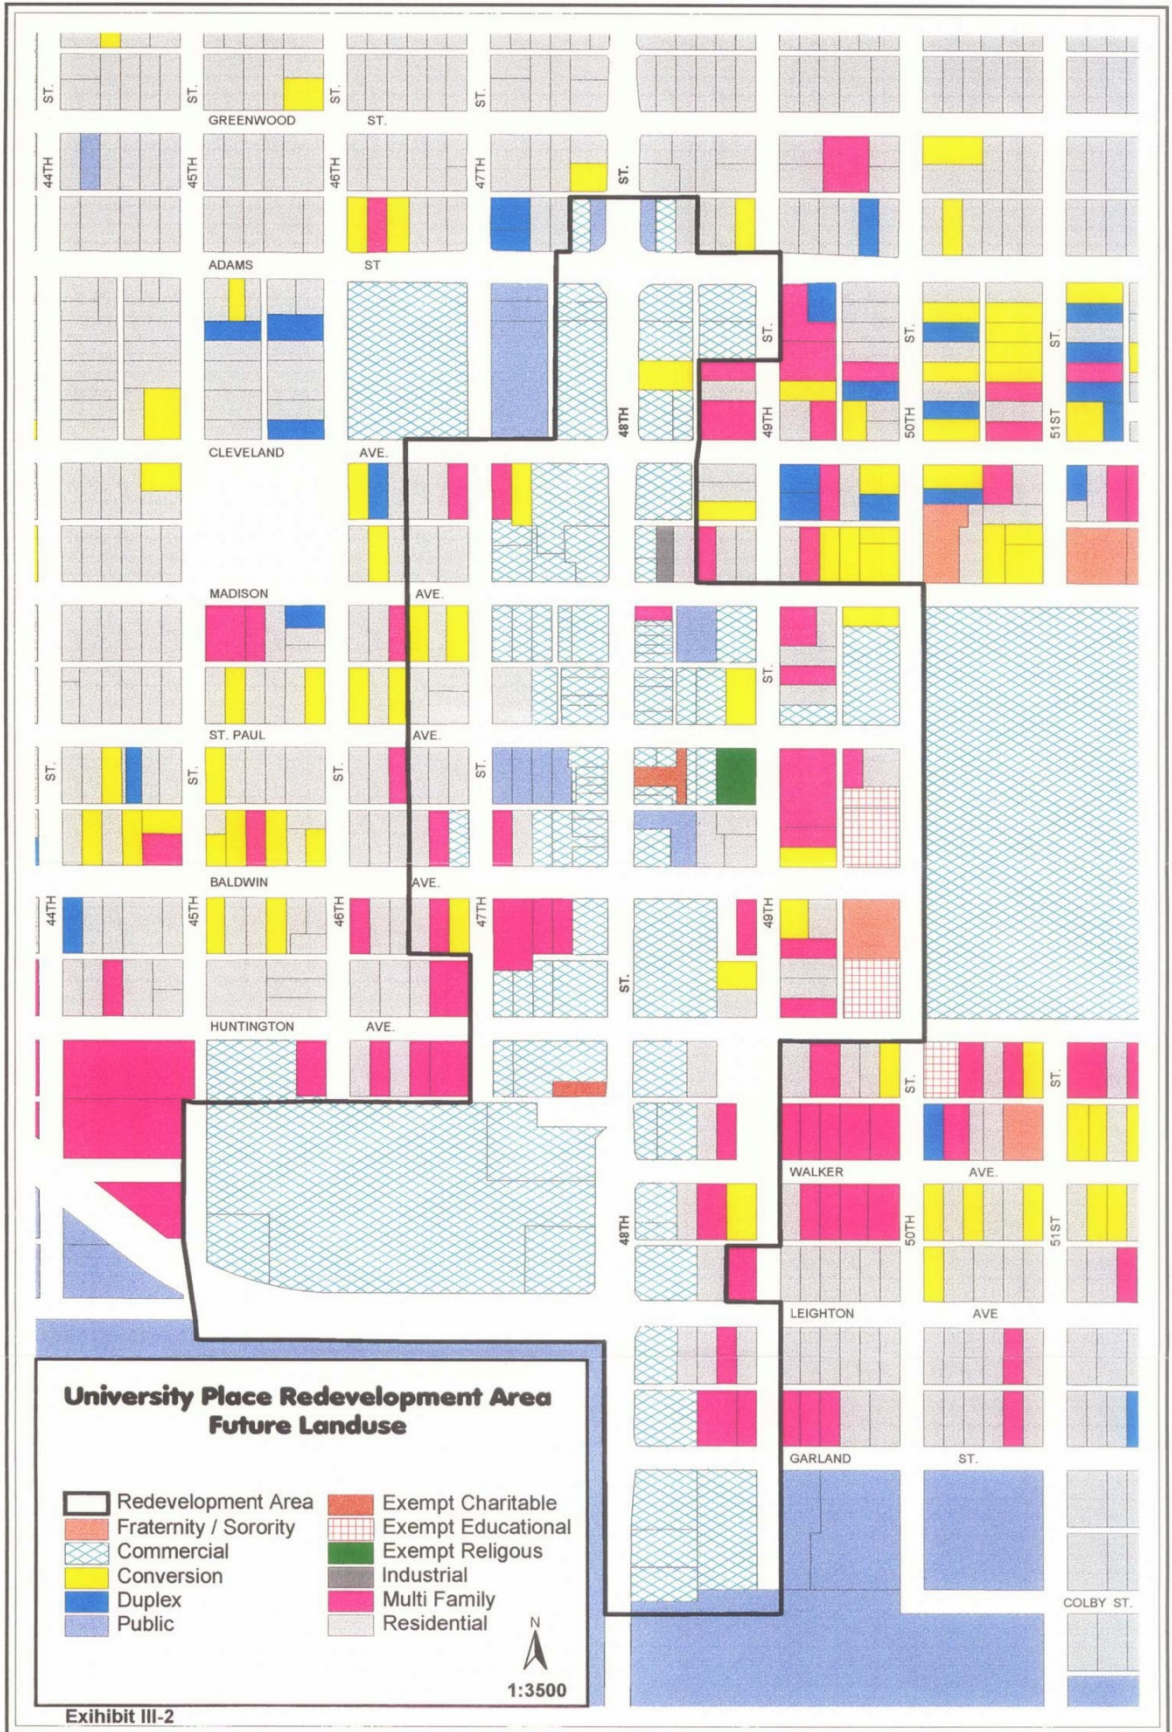 GREENWOOD ST.
ST.
ST.
ST.
ST.
44TH
45TH
46TH
47TH
ST.
ADAMS ST
ST.
ST.
ST.
48TH
49TH
50TH
51ST
CLEVELAND AVE.
MADISON AVE.
ST.
ST. PAUL AVE.
ST.
ST.
ST.
ST.
BALDWIN AVE.
44TH
45TH
46TH
47TH
49TH
ST.
HUNTINGTON AVE.
ST.
ST.
WALKER AVE.
48TH
50TH
51ST
LEIGHTON AVE
University Place Redevelopment Area
Future Landuse
GARLAND ST.
Redevelopment Area
Fraternity / Sorority
Commercial
Conversion
Duplex
Public
Exempt Charitable
Exempt Educational
Exempt Religous
Industrial
Multi Family
Residential
COLBY ST.
N
1:3500
Exihibit III-2